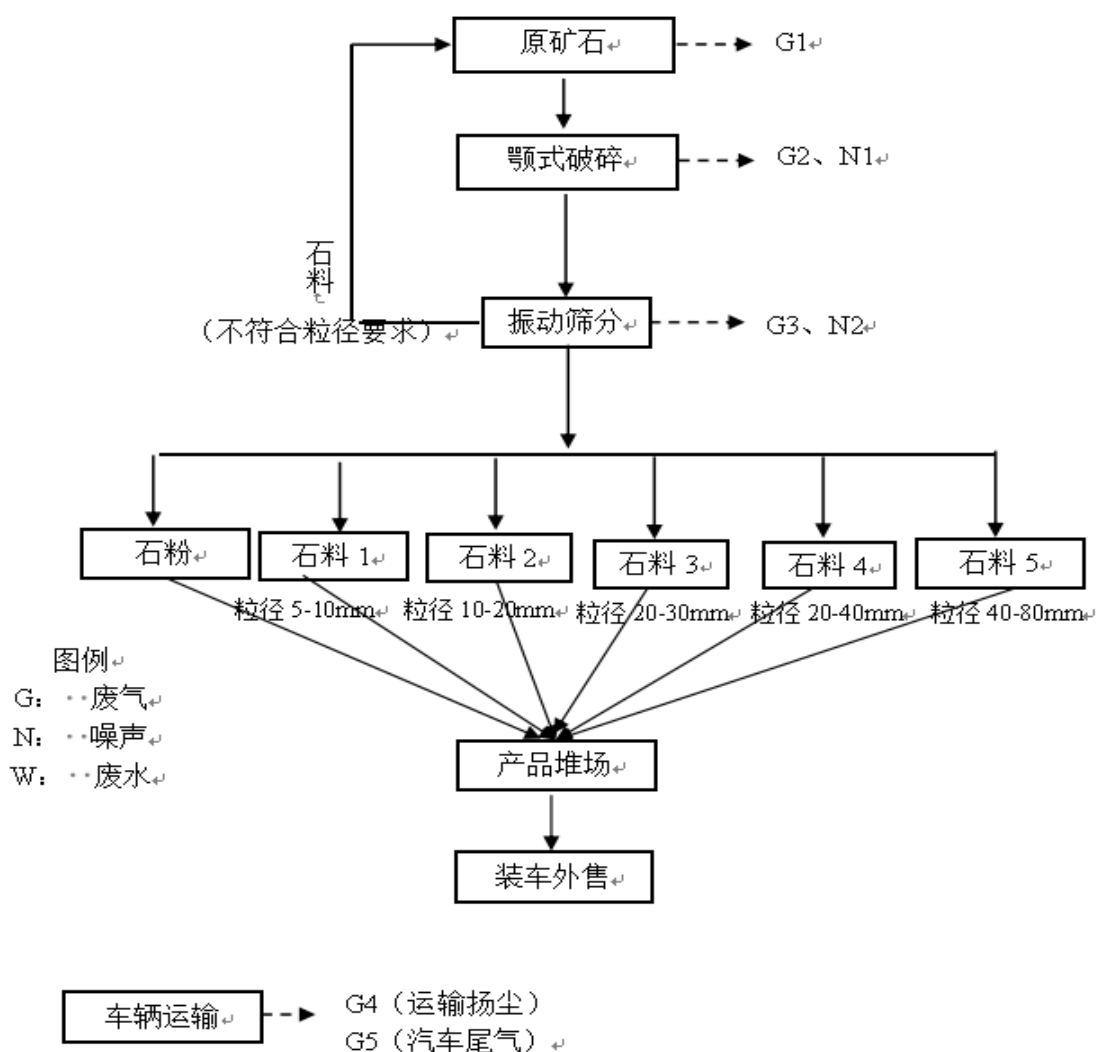 原矿石
G1
颚式破碎
G2、N1
石
料
（不符合粒径要求）
振动筛分
G3、N2
石粉
石料 1
石料 2
石料 3
石料 4
石料 5
粒径 5-10mm
粒径 10-20mm
粒径 20-30mm
粒径 20-40mm
粒径 40-80mm
图例
G：··废气
N：··噪声
W：··废水
产品堆场
装车外售
车辆运输
G4（运输扬尘）
G5（汽车尾气）